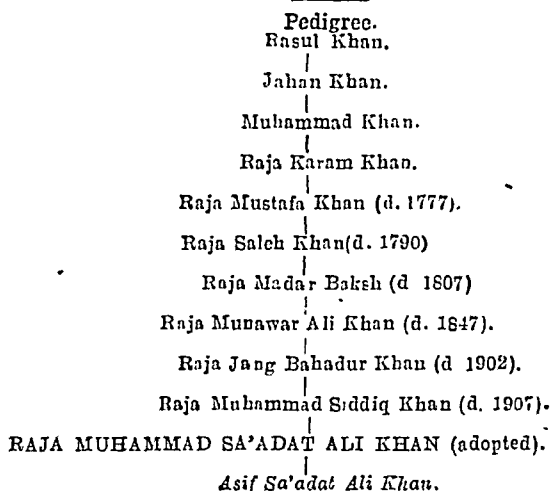 Pedigree.
Rasul Khan.
Jahan Khan.
Muhammad Khan.
Raja Karam Khan.
Raja Mustafa Khan (d. 1777).
Raja Saleh Khan(d. 1790)
Raja Madar Baksh (d 1807)
Raja Munawar Ali Khan (d. 1847).
Raja Jang Bahadur Khan (d 1902).
Raja Muhammad Siddiq Khan (d. 1907).
RAJA MUHAMMAD SA'ADAT ALI KHAN (adopted).
Asif Sa'adat Ali Khan.